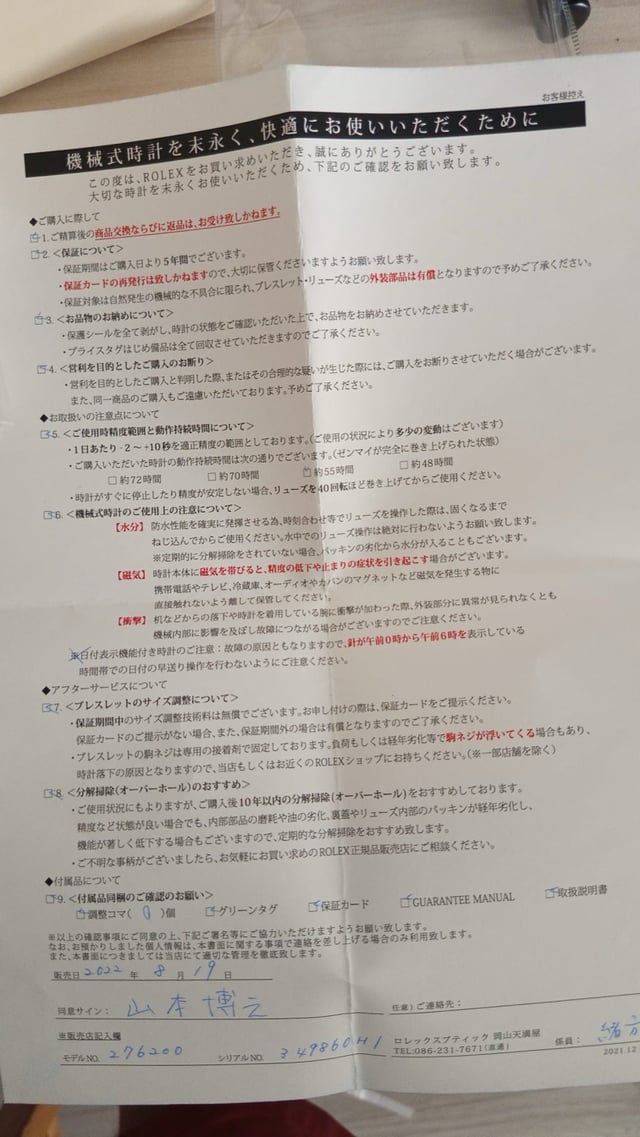 お客様控え
機械式時計を末永く、快適にお使いいただくために
この度は、ROLEXをお買い求めいただき、誠にありがとうございます。
大切な時計を末永くお使いいただくため、下記のご確認をお願い致します。
◆ご購入に際して
1. ご精算後の商品交換ならびに返品は、お受け致しかねます。
2. <保証について>
・保証期間はご購入日より5年間でございます。
・保証カードの再発行は致しかねますので、大切に保管くださいますようお願い致します。
・保証対象は自然発生の機械的な不具合に限られ、ブレスレット・リューズなどの外装部品は有償となりますので予めご了承ください。
3. <お品物のお納めについて>
・保護シールを全て剥がし、時計の状態をご確認いただいた上で、お品物をお納めさせていただきます。
・プライスタグはじめ備品は全て回収させていただきますのでご了承ください。
4. <営利を目的としたご購入のお断り>
・営利を目的としたご購入と判明した際、またはその合理的な疑いが生じた際には、ご購入をお断りさせていただく場合がございます。
また、同一商品のご購入もご遠慮いただいております。予めご了承ください。
◆お取扱いの注意点について
5. <ご使用時精度範囲と動作持続時間について>
・1日あたり-2～+10秒を適正精度の範囲としております。(ご使用の状況により多少の変動はございます)
・ご購入いただいた時計の動作持続時間は次の通りでございます。(ゼンマイが完全に巻き上げられた状態)
□約72時間 □約70時間 ☑約55時間 □約48時間
・時計がすぐに停止したり精度が安定しない場合、リューズを40回転ほど巻き上げてからご使用ください。
6. <機械式時計のご使用上の注意について>
【水分】 防水性能を確実に発揮させる為、時刻合わせ等でリューズを操作した際は、固くなるまで
ねじ込んでからご使用ください。水中でのリューズ操作は絶対に行わないようお願い致します。
※定期的に分解掃除をされていない場合、パッキンの劣化から水分が入ることもございます。
【磁気】 時計本体に磁気を帯びると、精度の低下や止まりの症状を引き起こす場合がございます。
携帯電話やテレビ、冷蔵庫、オーディオやカバンのマグネットなど磁気を発生する物に
直接触れないよう離して保管してください。
【衝撃】 机などからの落下や時計を着用している腕に衝撃が加わった際、外装部分に異常が見られなくとも
機械内部に影響を及ぼし故障につながる場合がございますのでご注意ください。
※日付表示機能付き時計のご注意：故障の原因ともなりますので、針が午前0時から午前6時を表示している
時間帯での日付の早送り操作を行わないようにご注意ください。
◆アフターサービスについて
7. <ブレスレットのサイズ調整について>
・保証期間中のサイズ調整技術料は無償でございます。お申し付けの際は、保証カードをご提示ください。
保証カードのご提示がない場合、また、保証期間外の場合は有償となりますのでご了承ください。
・ブレスレットの駒ネジは専用の接着剤で固定しております。負荷もしくは経年劣化等で駒ネジが浮いてくる場合もあり、
時計落下の原因となりますので、当店もしくはお近くのROLEXショップにお持ちください。(※一部店舗を除く)
8. <分解掃除(オーバーホール)のおすすめ>
・ご使用状況にもよりますが、ご購入後10年以内の分解掃除(オーバーホール)をおすすめしております。
精度など状態が良い場合でも、内部部品の磨耗や油の劣化、裏蓋やリューズ内部のパッキンが経年劣化し、
機能が著しく低下する場合もございますので、定期的な分解掃除をおすすめ致します。
・ご不明な事柄がございましたら、お気軽にお買い求めのROLEX正規品販売店にご相談ください。
◆付属品について
9. <付属品同梱のご確認のお願い>
☑調整コマ( 0 )個 ☑グリーンタグ ☑保証カード ☑GUARANTEE MANUAL ☑取扱説明書
※以上の確認事項にご同意の上、下記ご署名等にご協力いただけますようお願い致します。
なお、お預かりしました個人情報は、本書面に関する事項で連絡を差し上げる場合のみ利用致します。
また、本書面につきましては当店にて適切な管理を徹底致します。
販売日 2022 年 8 月 19 日
同意サイン： 山本博之 任意）ご連絡先：
※販売店記入欄
モデルNO. 276200 シリアルNO. 349860H1 ロレックスブティック 岡山天満屋 係員：
TEL:086-231-7671(直通)
2021.12